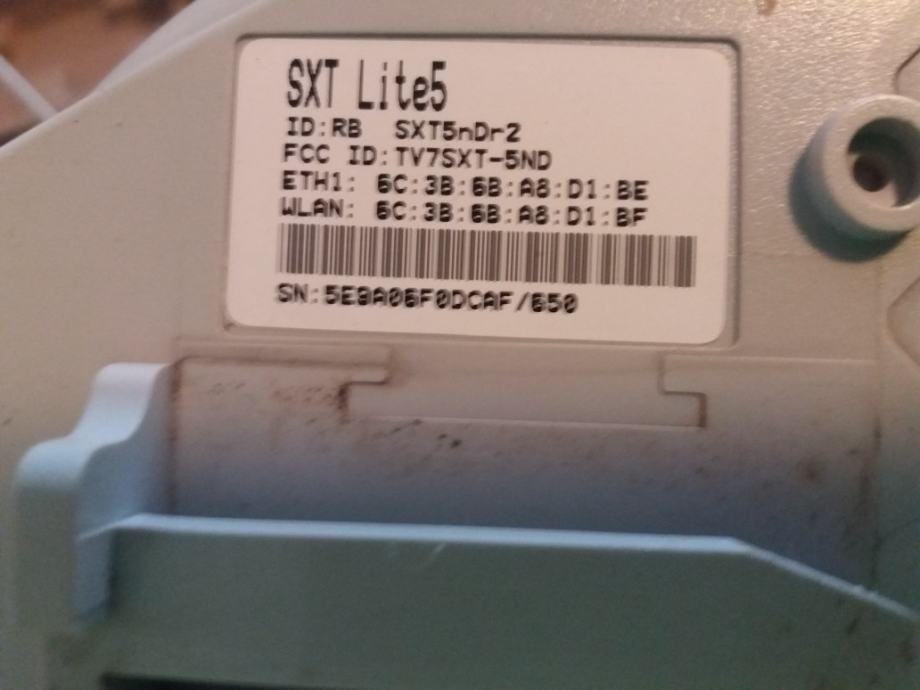 SXT Lite5
ID:RB SXT5nDr2
FCC ID:TV7SXT-5ND
ETH1: 6C:3B:6B:A8:D1:BE
WLAN: 6C:3B:6B:A8:D1:BF
SN:5E9A06F0DCAF/650